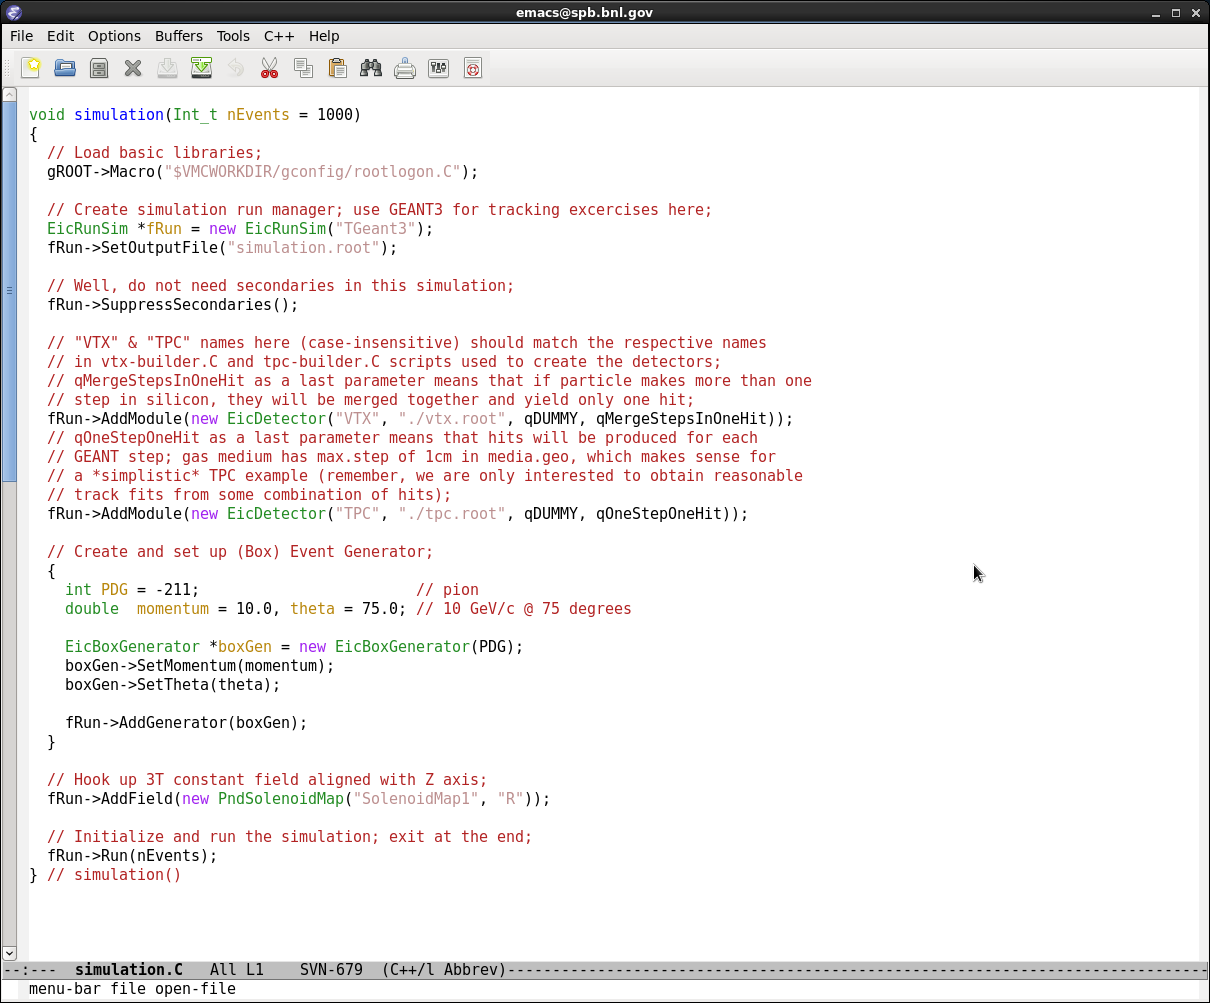 emacs@spb.bnl.gov
File Edit Options Buffers Tools C++ Help
void simulation(Int_t nEvents = 1000)
{
  // Load basic libraries;
  gROOT->Macro("$VMCWORKDIR/gconfig/rootlogon.C");

  // Create simulation run manager; use GEANT3 for tracking excercises here;
  EicRunSim *fRun = new EicRunSim("TGeant3");
  fRun->SetOutputFile("simulation.root");

  // Well, do not need secondaries in this simulation;
  fRun->SuppressSecondaries();

  // "VTX" & "TPC" names here (case-insensitive) should match the respective names
  // in vtx-builder.C and tpc-builder.C scripts used to create the detectors;
  // qMergeStepsInOneHit as a last parameter means that if particle makes more than one
  // step in silicon, they will be merged together and yield only one hit;
  fRun->AddModule(new EicDetector("VTX", "./vtx.root", qDUMMY, qMergeStepsInOneHit));
  // qOneStepOneHit as a last parameter means that hits will be produced for each
  // GEANT step; gas medium has max.step of 1cm in media.geo, which makes sense for
  // a *simplistic* TPC example (remember, we are only interested to obtain reasonable
  // track fits from some combination of hits);
  fRun->AddModule(new EicDetector("TPC", "./tpc.root", qDUMMY, qOneStepOneHit));

  // Create and set up (Box) Event Generator;
  {
    int PDG = -211;                        // pion
    double  momentum = 10.0, theta = 75.0; // 10 GeV/c @ 75 degrees

    EicBoxGenerator *boxGen = new EicBoxGenerator(PDG);
    boxGen->SetMomentum(momentum);
    boxGen->SetTheta(theta);

    fRun->AddGenerator(boxGen);
  }

  // Hook up 3T constant field aligned with Z axis;
  fRun->AddField(new PndSolenoidMap("SolenoidMap1", "R"));

  // Initialize and run the simulation; exit at the end;
  fRun->Run(nEvents);
} // simulation()
--:---  simulation.C   All L1    SVN-679  (C++/l Abbrev)------------------------------------------------------------------------------
menu-bar file open-file